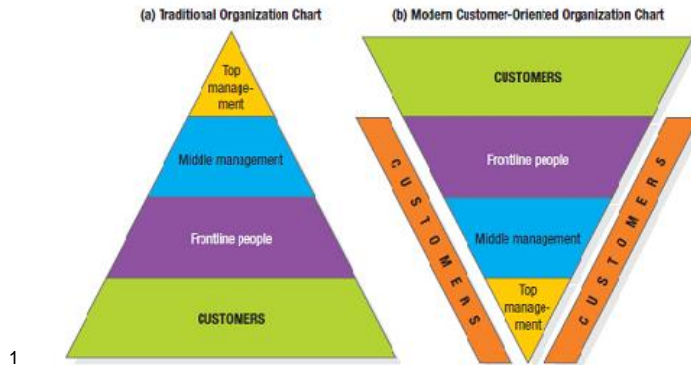 (a) Traditional Organization Chart
Top
manage-
ment
Middle management
Frontline people
CUSTOMERS
(b) Modern Customer-Oriented Organization Chart
CUSTOMERS
Frontline people
Middle management
Top
manage-
ment
CUSTOMERS
CUSTOMERS
1